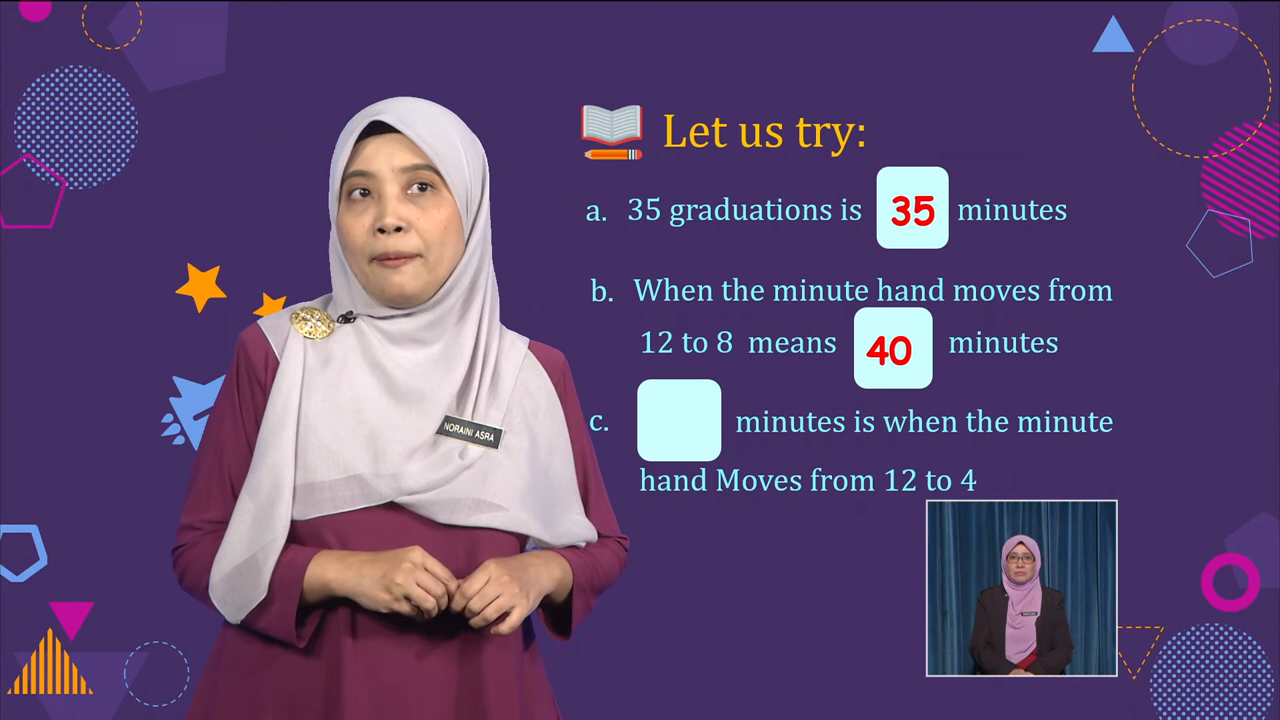 Let us try:
a. 35 graduations is 35 minutes
b. When the minute hand moves from
12 to 8 means 40 minutes
c. minutes is when the minute
hand Moves from 12 to 4
NORAINI ASRA